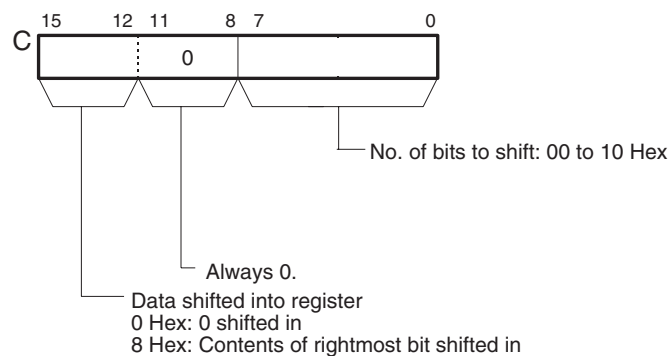 15 12 11 8 7 0
C
0
No. of bits to shift: 00 to 10 Hex
Always 0.
Data shifted into register
0 Hex: 0 shifted in
8 Hex: Contents of rightmost bit shifted in